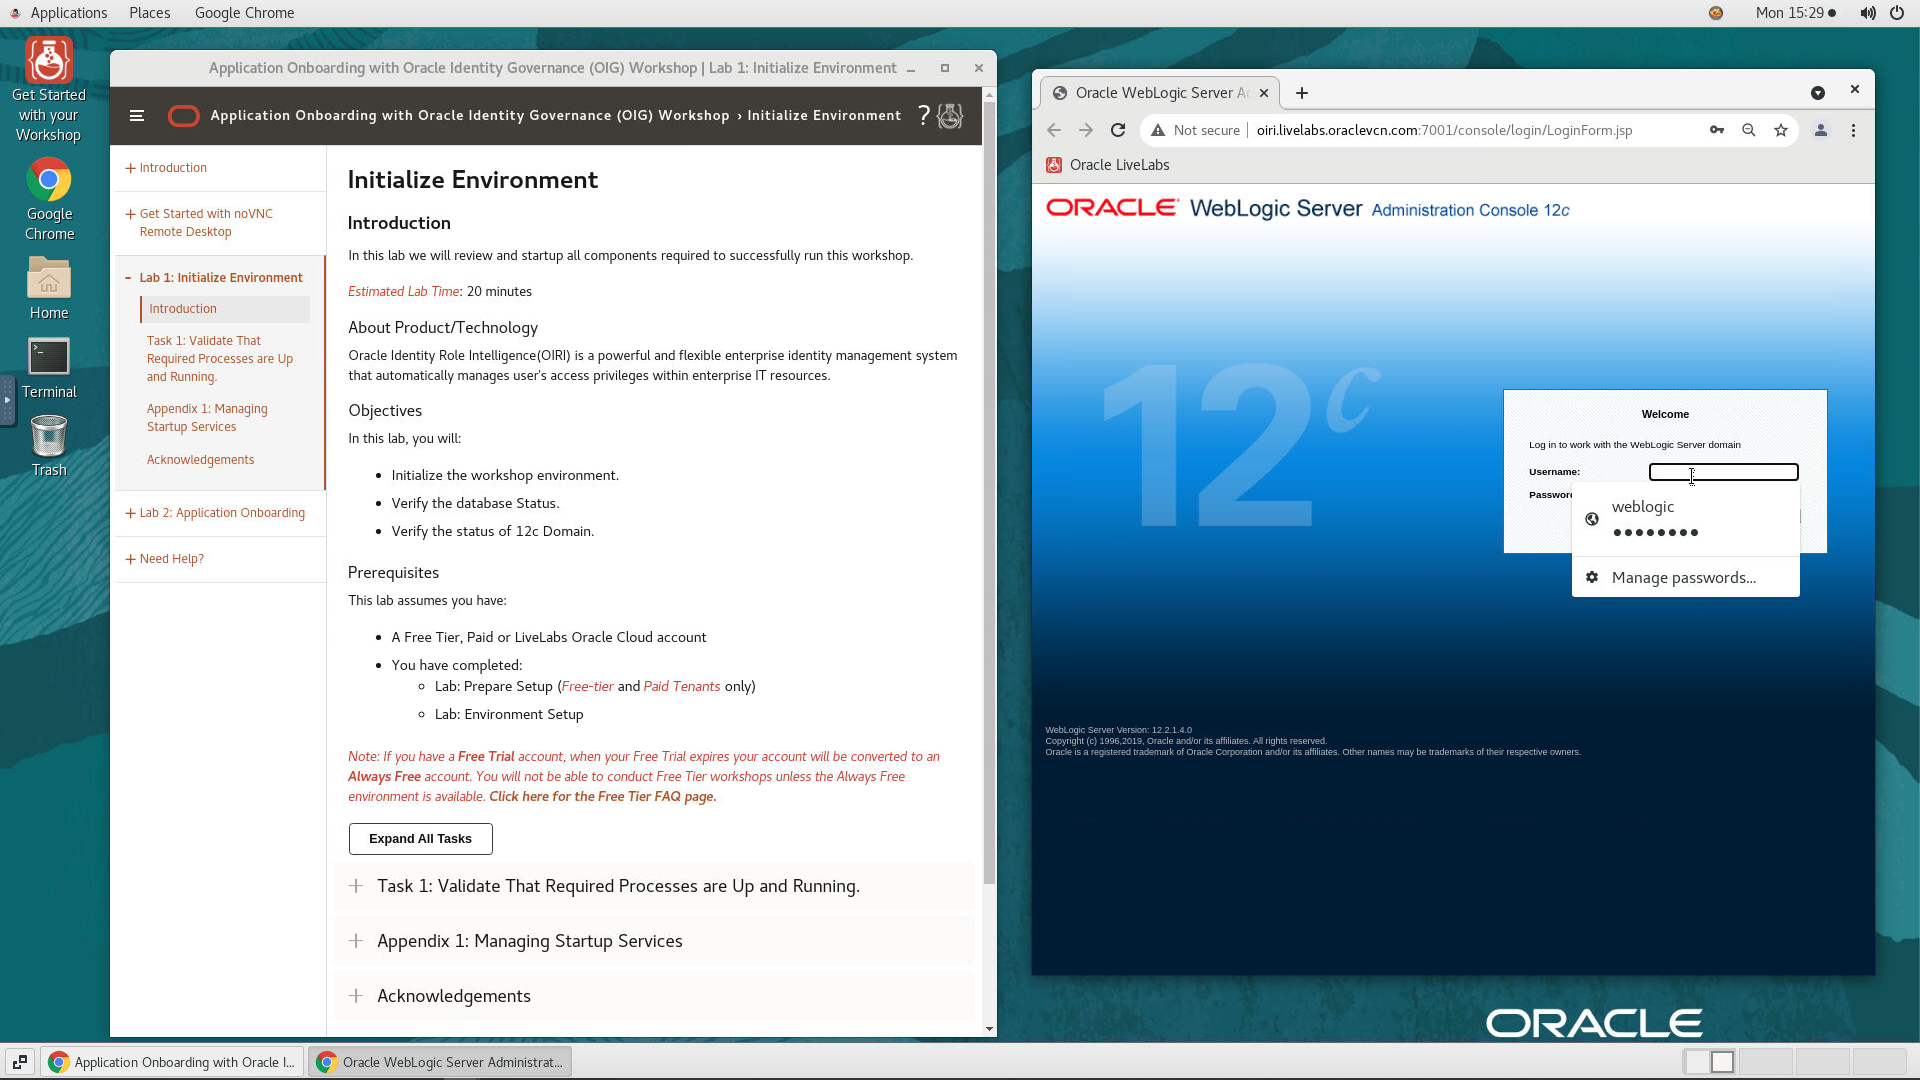 Applications Places Google Chrome Mon 15:29
Get Started
with your
Workshop
Google
Chrome
Home
Terminal
Trash
Application Onboarding with Oracle Identity Governance (OIG) Workshop | Lab 1: Initialize Environment
Application Onboarding with Oracle Identity Governance (OIG) Workshop › Initialize Environment
Introduction
Get Started with noVNC
Remote Desktop
Lab 1: Initialize Environment
Introduction
Task 1: Validate That
Required Processes are Up
and Running.
Appendix 1: Managing
Startup Services
Acknowledgements
Lab 2: Application Onboarding
Need Help?
Initialize Environment
Introduction
In this lab we will review and startup all components required to successfully run this workshop.
Estimated Lab Time: 20 minutes
About Product/Technology
Oracle Identity Role Intelligence(OIRI) is a powerful and flexible enterprise identity management system
that automatically manages user's access privileges within enterprise IT resources.
Objectives
In this lab, you will:
• Initialize the workshop environment.
• Verify the database Status.
• Verify the status of 12c Domain.
Prerequisites
This lab assumes you have:
• A Free Tier, Paid or LiveLabs Oracle Cloud account
• You have completed:
◦ Lab: Prepare Setup (Free-tier and Paid Tenants only)
◦ Lab: Environment Setup
Note: If you have a Free Trial account, when your Free Trial expires your account will be converted to an
Always Free account. You will not be able to conduct Free Tier workshops unless the Always Free
environment is available. Click here for the Free Tier FAQ page.
Expand All Tasks
Task 1: Validate That Required Processes are Up and Running.
Appendix 1: Managing Startup Services
Acknowledgements
Oracle WebLogic Server A
Not secure oiri.livelabs.oraclevcn.com:7001/console/login/LoginForm.jsp
Oracle LiveLabs
ORACLE WebLogic Server Administration Console 12c
12c
Welcome
Log in to work with the WebLogic Server domain
Username:
Password
weblogic
••••••••
Manage passwords...
WebLogic Server Version: 12.2.1.4.0
Copyright (c) 1996,2019, Oracle and/or its affiliates. All rights reserved.
Oracle is a registered trademark of Oracle Corporation and/or its affiliates. Other names may be trademarks of their respective owners.
ORACLE
Application Onboarding with Oracle I...
Oracle WebLogic Server Administrat...